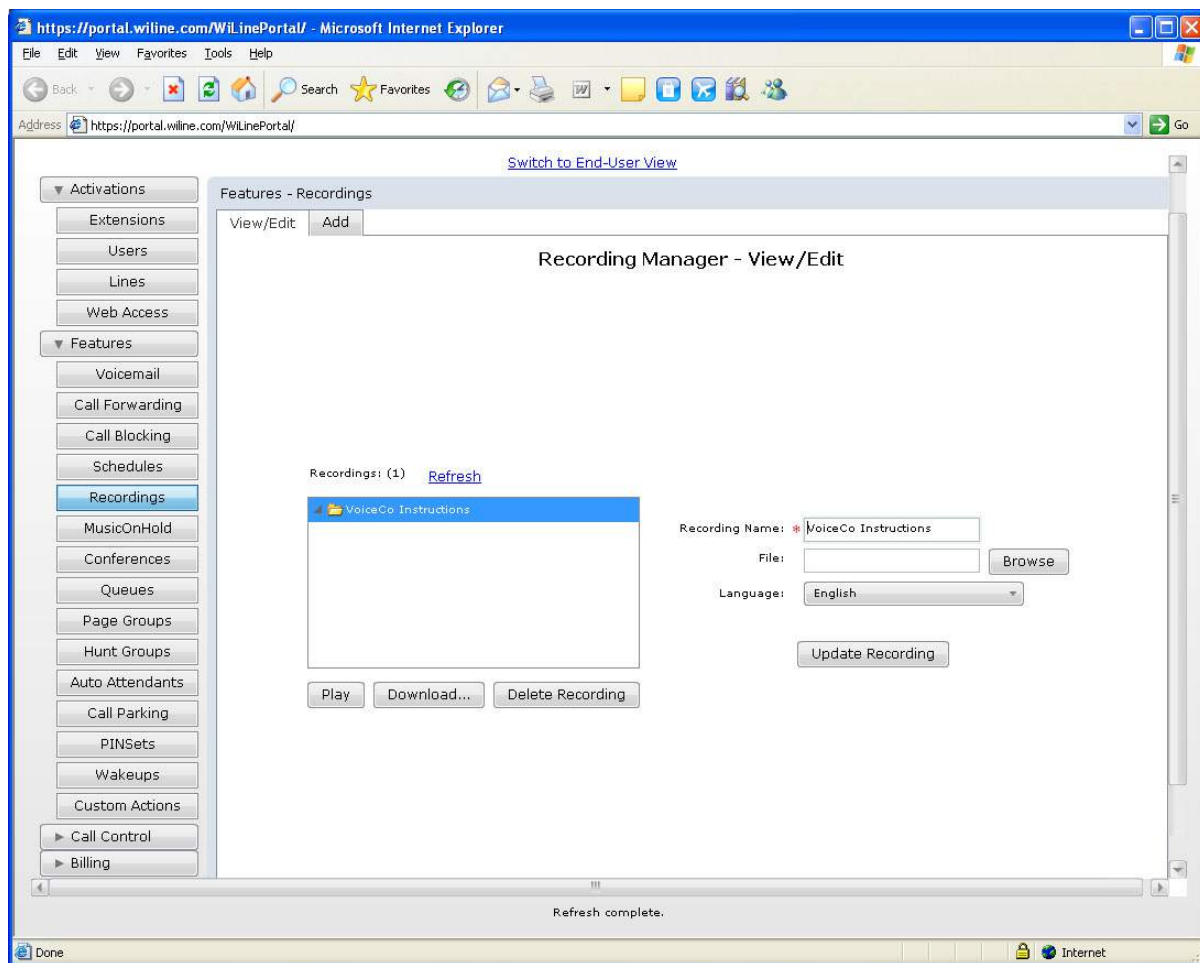 https://portal.wiline.com/WiLinePortal/ - Microsoft Internet Explorer
File Edit View Favorites Tools Help
Back Search Favorites
Address https://portal.wiline.com/WiLinePortal/ Go
Switch to End-User View
Activations
Extensions
Users
Lines
Web Access
Features
Voicemail
Call Forwarding
Call Blocking
Schedules
Recordings
MusicOnHold
Conferences
Queues
Page Groups
Hunt Groups
Auto Attendants
Call Parking
PINSets
Wakeups
Custom Actions
Call Control
Billing
Features - Recordings
View/Edit Add
Recording Manager - View/Edit
Recordings: (1) Refresh
VoiceCo Instructions
Play Download... Delete Recording
Recording Name: * VoiceCo Instructions
File: Browse
Language: English
Update Recording
Refresh complete.
Done Internet